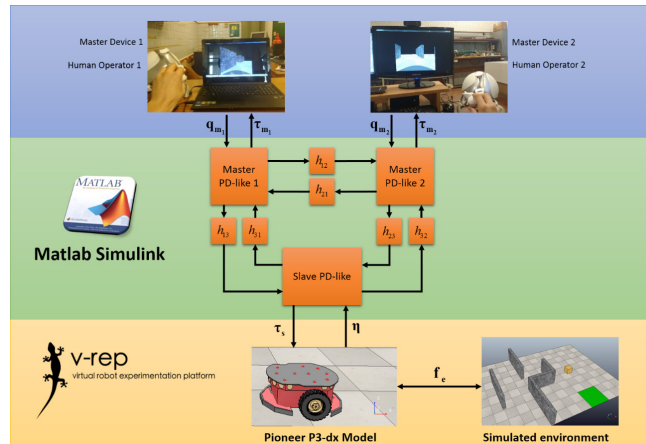 Master Device 1
Human Operator 1
Master Device 2
Human Operator 2
q_m₁
τ_m₁
q_m₂
τ_m₂
Master
PD-like 1
h₁₂
Master
PD-like 2
h₂₁
MATLAB
Matlab Simulink
h₁₃
h₃₁
h₂₃
h₃₂
Slave PD-like
τ_s
η
v-rep
virtual robot experimentation platform
f_e
Pioneer P3-dx Model
Simulated environment